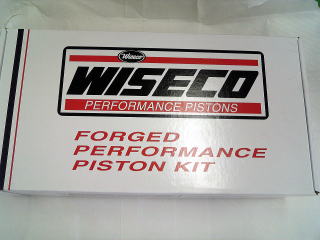 Wiseco
WISECO
PERFORMANCE PISTONS
FORGED
PERFORMANCE
PISTON KIT